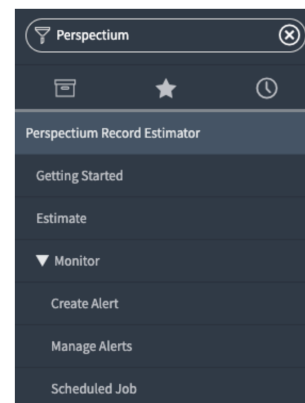 Perspectium
Perspectium Record Estimator
Getting Started
Estimate
Monitor
Create Alert
Manage Alerts
Scheduled Job